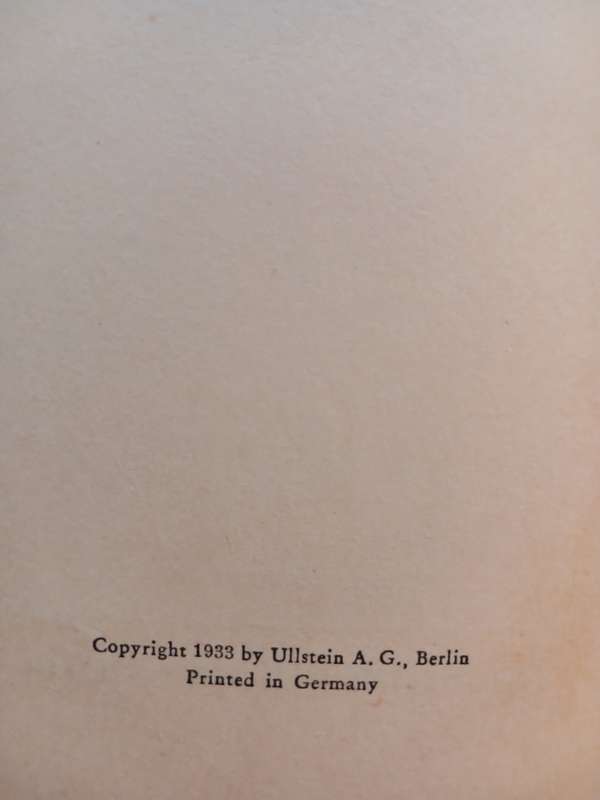 Copyright 1933 by Ullstein A. G., Berlin
Printed in Germany